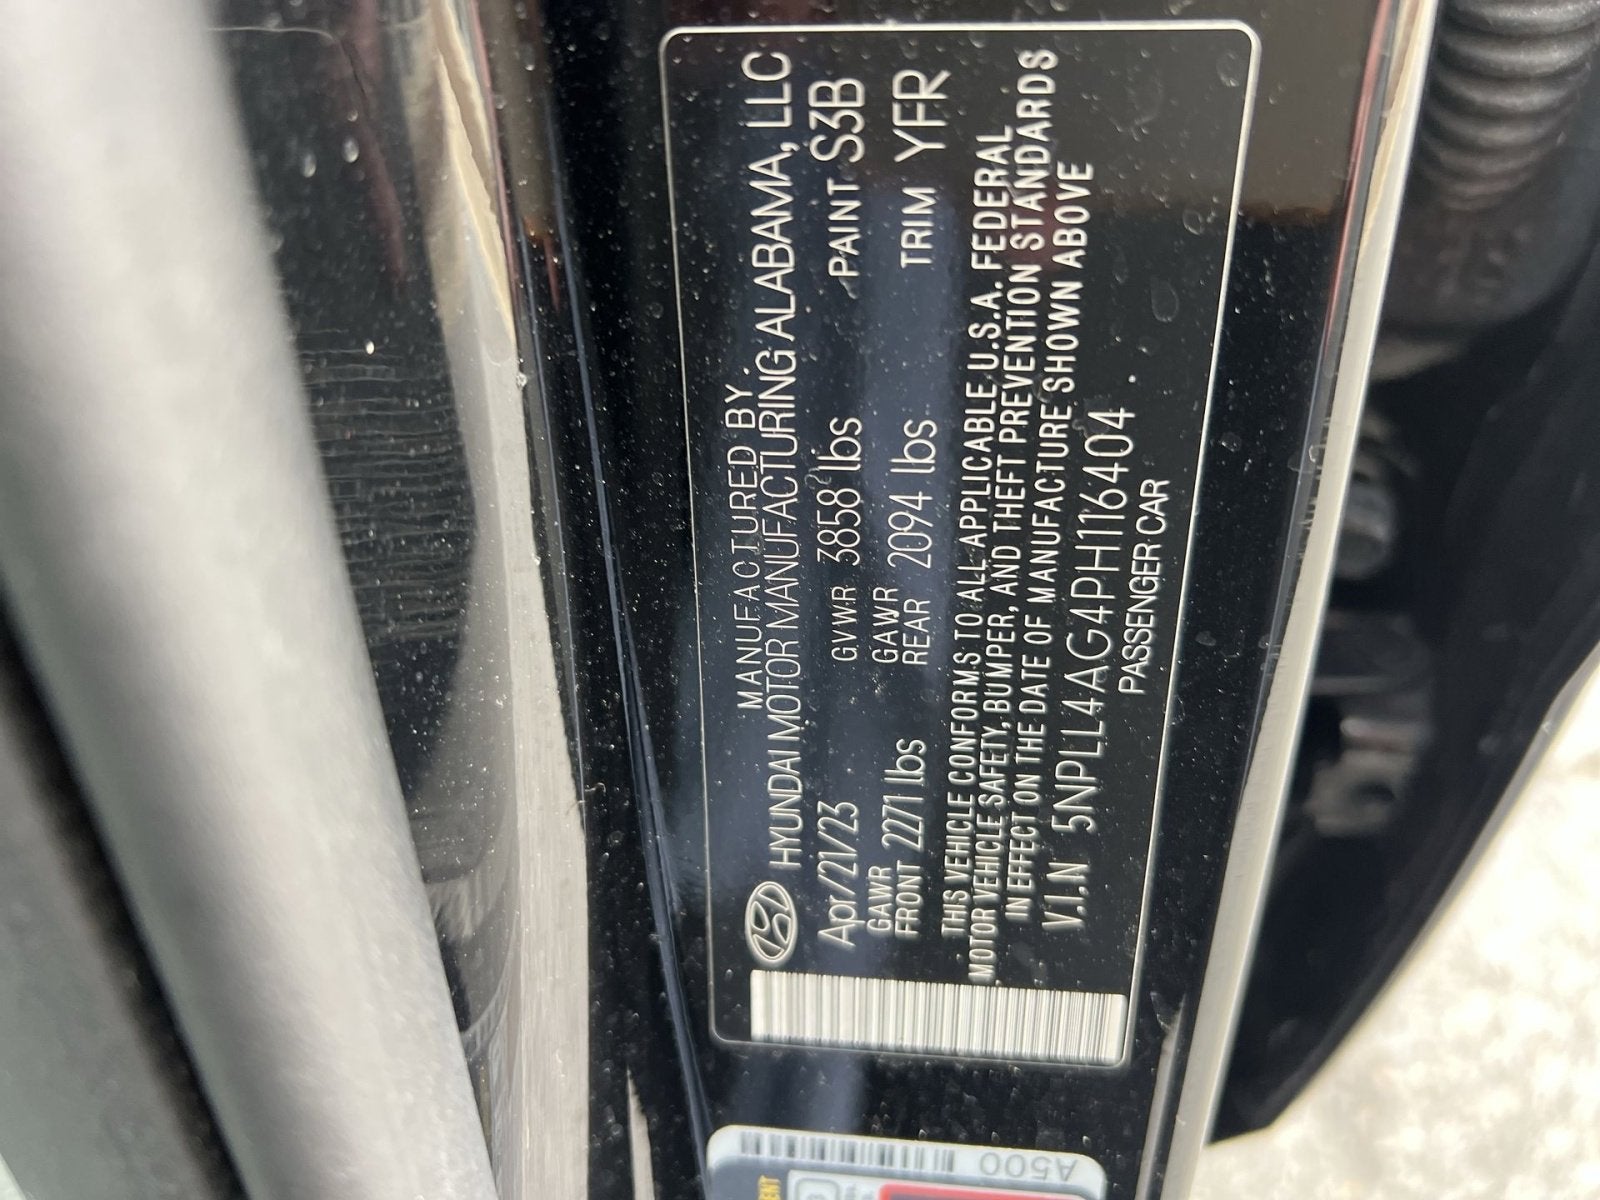 MANUFACTURED BY.
HYUNDAI MOTOR MANUFACTURING ALABAMA, LLC
Apr/21/23 GVWR 3858 lbs PAINT S3B
GAWR FRONT 2271 lbs GAWR REAR 2094 lbs TRIM YFR
THIS VEHICLE CONFORMS TO ALL APPLICABLE U.S.A. FEDERAL
MOTOR VEHICLE SAFETY, BUMPER, AND THEFT PREVENTION STANDARDS
IN EFFECT ON THE DATE OF MANUFACTURE SHOWN ABOVE
V.I.N 5NPLL4AG4PH116404
PASSENGER CAR
A500